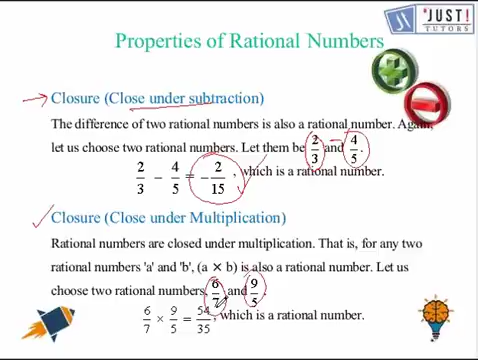 JI "JUST!
TUTORS
Properties of Rational Numbers
Closure (Close under subtraction)
The difference of two rational numbers is also a rational number. Again,
let us choose two rational numbers. Let them be 2/3 and 4/5.
2/3 − 4/5 = −2/15, which is a rational number.
Closure (Close under Multiplication)
Rational numbers are closed under multiplication. That is, for any two
rational numbers 'a' and 'b', (a × b) is also a rational number. Let us
choose two rational numbers, 6/7 and 9/5.
6/7 × 9/5 = 54/35, which is a rational number.